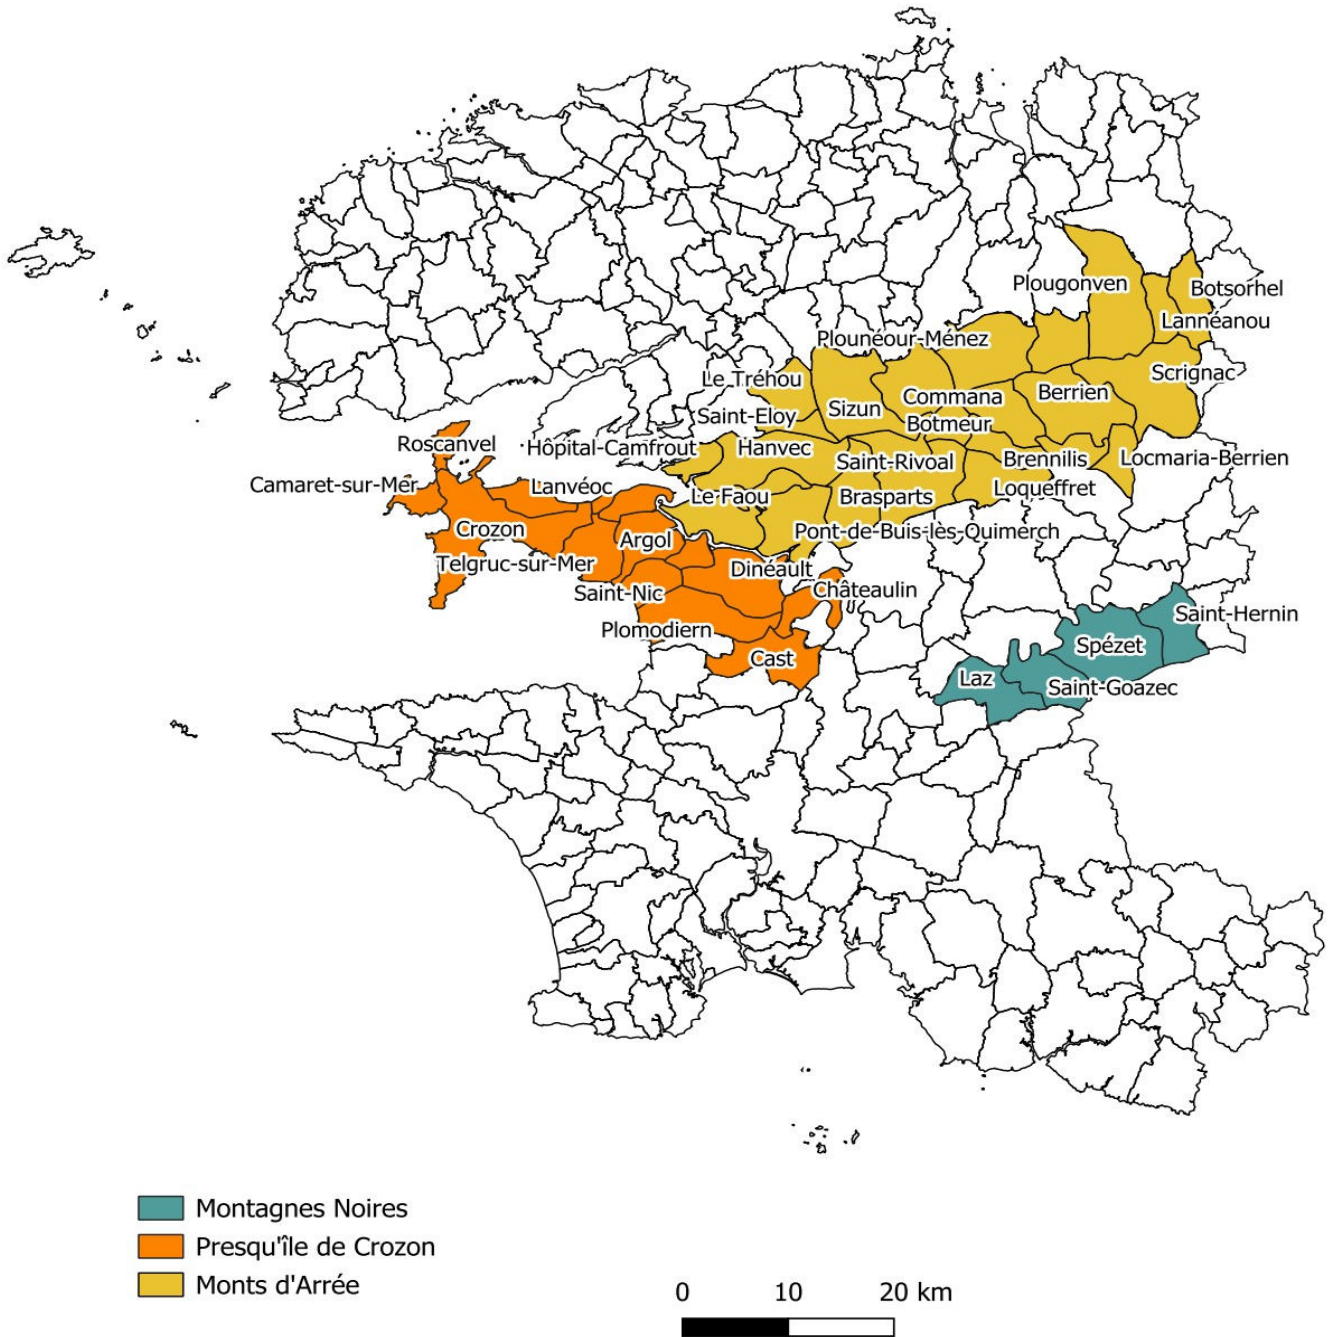 Plougonven
Botsorhel
Lannéanou
Plounéour-Ménez
Scrignac
Le Tréhou
Berrien
Commana
Sizun
Saint-Eloy
Botmeur
Roscanvel
Hôpital-Camfrout
Hanvec
Saint-Rivoal
Brennilis
Locmaria-Berrien
Camaret-sur-Mer
Lanvéoc
Le Faou
Brasparts
Loqueffret
Crozon
Argol
Pont-de-Buis-lès-Quimerch
Telgruc-sur-Mer
Dinéault
Saint-Nic
Châteaulin
Saint-Hernin
Plomodiern
Spézet
Cast
Laz
Saint-Goazec
Montagnes Noires
Presqu'île de Crozon
Monts d'Arrée
0 10 20 km